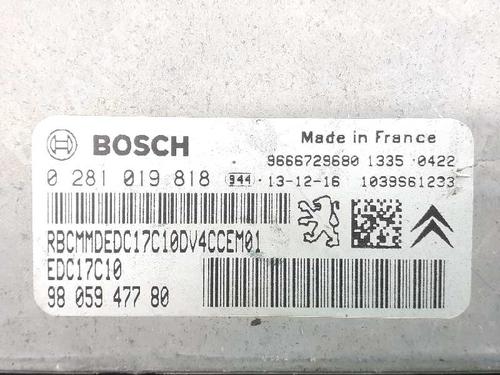 BOSCH
Made in France
9666729680 1335 0422
0 281 019 818 944 13-12-16 1039S61233
RBCMMDEDC17C10DV4CCEM01
EDC17C10
98 059 477 80